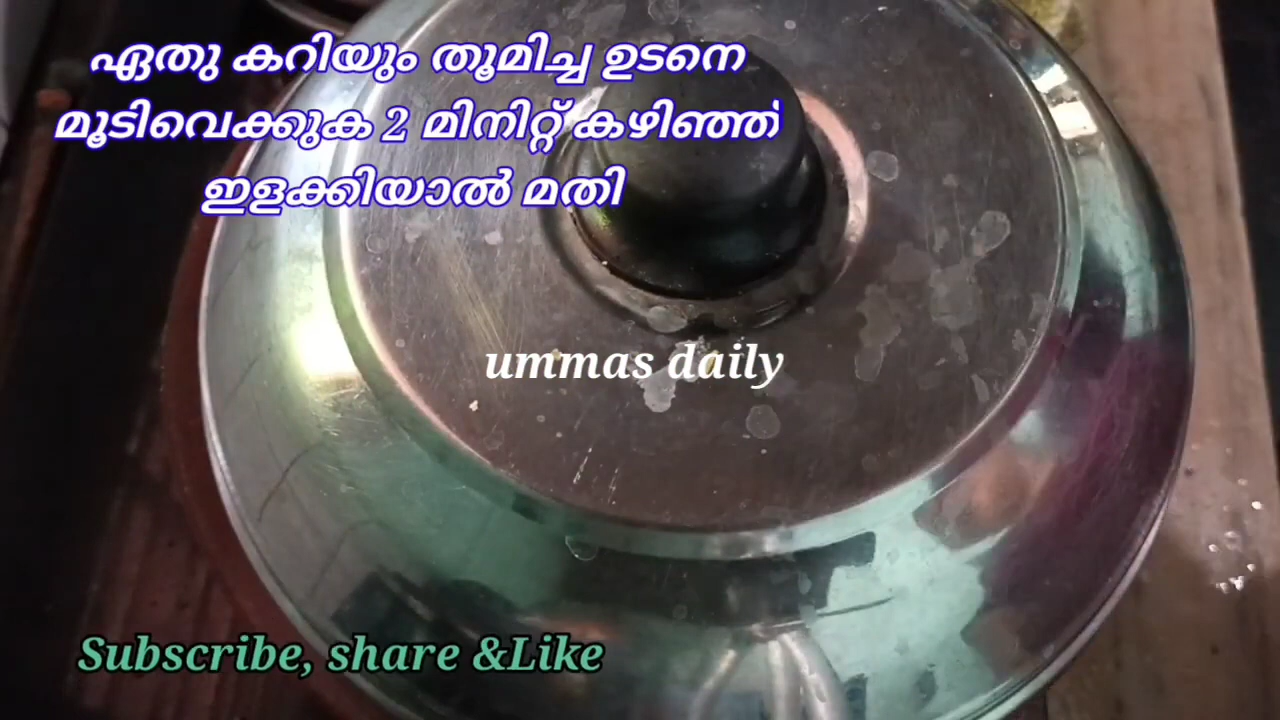 ഏതു കറിയും തൂമിച്ച ഉടനെ
മൂടിവെക്കുക 2 മിനിറ്റ് കഴിഞ്ഞ്
ഇളക്കിയാൽ മതി
ummas daily
Subscribe, share &Like